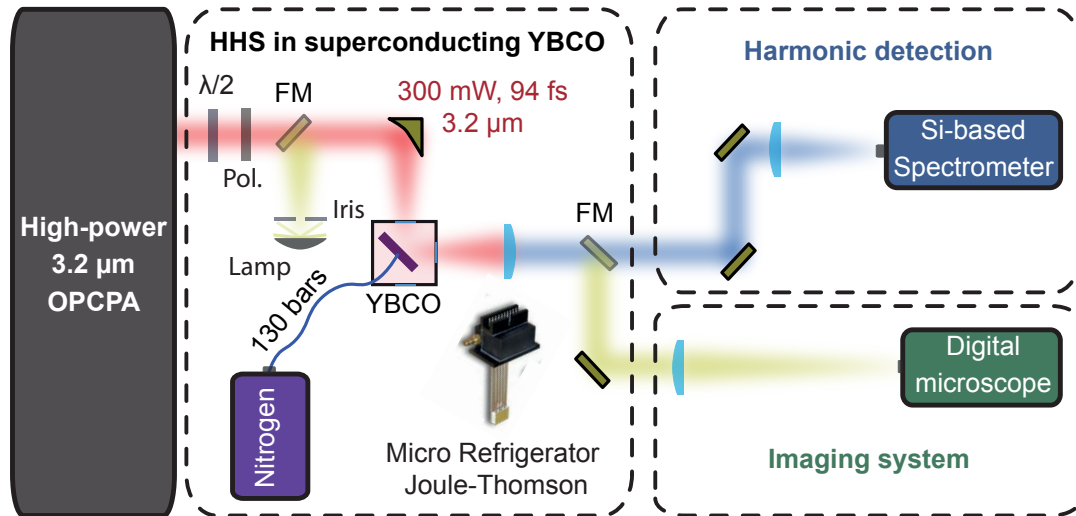 High-power
3.2 µm
OPCPA
HHS in superconducting YBCO
λ/2
FM
300 mW, 94 fs
3.2 µm
Pol.
Iris
Lamp
YBCO
130 bars
Nitrogen
Micro Refrigerator
Joule-Thomson
FM
Harmonic detection
Si-based
Spectrometer
Digital
microscope
Imaging system